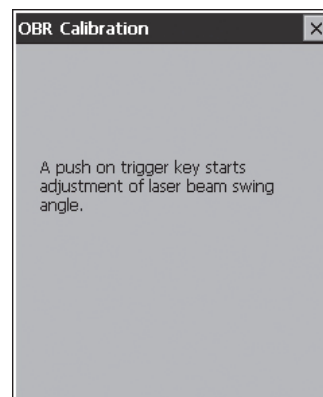 OBR Calibration
A push on trigger key starts
adjustment of laser beam swing
angle.